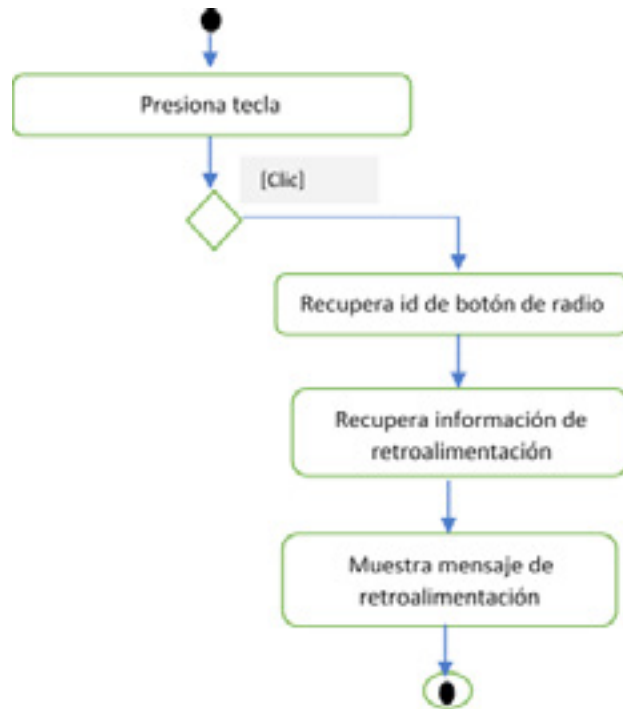 Presiona tecla
[Clic]
Recupera id de botón de radio
Recupera información de
retroalimentación
Muestra mensaje de
retroalimentación